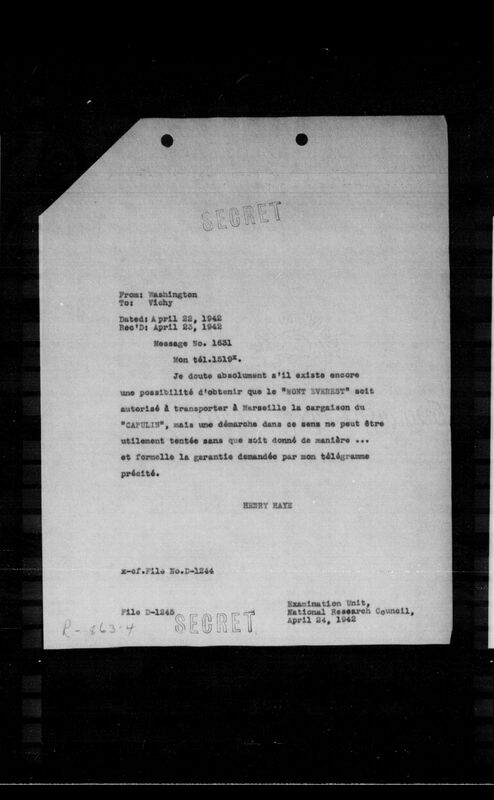 SECRET
From: Washington
To: Vichy
Dated: April 22, 1942
Rec'D: April 23, 1942
Message No. 1631
Mon tél.1519x.
Je doute absolument s'il existe encore
une possibilité d'obtenir que le "MONT EVEREST" soit
autorisé à transporter à Marseille la cargaison du
"CAPULIN", mais une démarche dans ce sens ne peut être
utilement tentée sans que soit donné de manière ...
et formelle la garantie demandée par mon télégramme
précité.
HENRY HAYE
x-cf.File No.D-1244
File D-1245
SECRET
Examination Unit,
National Research Council,
April 24, 1942
R-863-4